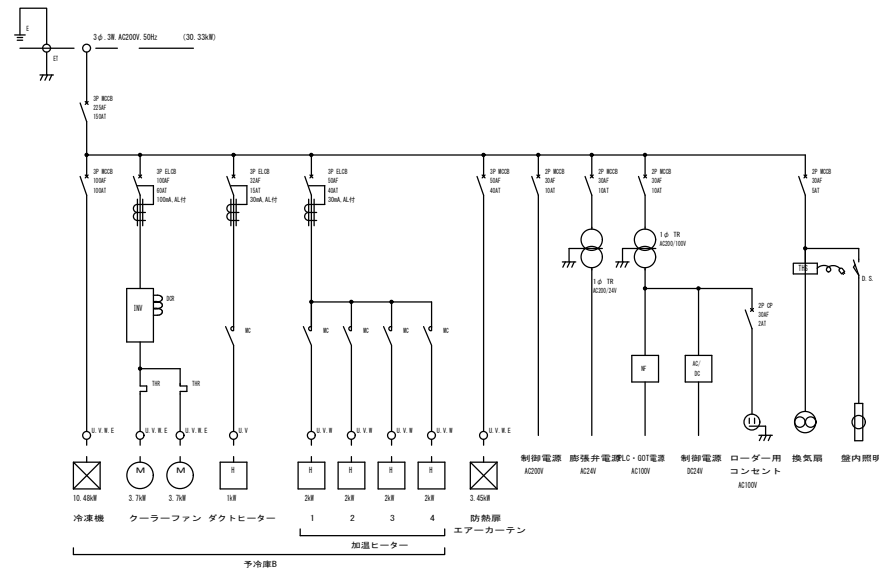 E
ET
3φ.3W.AC200V.50Hz (30.33kW)
3P MCCB
225AF
150AT
3P MCCB
100AF
100AT
3P ELCB
100AF
60AT
100mA.AL付
3P ELCB
32AF
15AT
30mA.AL付
3P ELCB
50AF
40AT
30mA.AL付
3P MCCB
50AF
40AT
2P MCCB
30AF
10AT
2P MCCB
30AF
10AT
2P MCCB
30AF
10AT
2P MCCB
30AF
5AT
1φ TR
AC200/100V
1φ TR
AC200/24V
THS
D.S.
INV
DCR
2P CP
30AF
2AT
MC
MC
MC
MC
MC
NF
AC/
DC
THR
THR
U.V.W.E
U.V.W.E
U.V.W.E
U.V
U.V.W
U.V.W
U.V.W
U.V.W
U.V.W.E
M
M
H
H
H
H
H
10.48kW
3.7kW
3.7kW
1kW
2kW
2kW
2kW
2kW
3.45kW
冷凍機
クーラーファン
ダクトヒーター
1
2
3
4
防熱扉
エアーカーテン
制御電源
AC200V
膨張弁電源
AC24V
PLC・GOT電源
AC100V
制御電源
DC24V
ローダー用
コンセント
AC100V
換気扇
盤内照明
加温ヒーター
予冷庫B